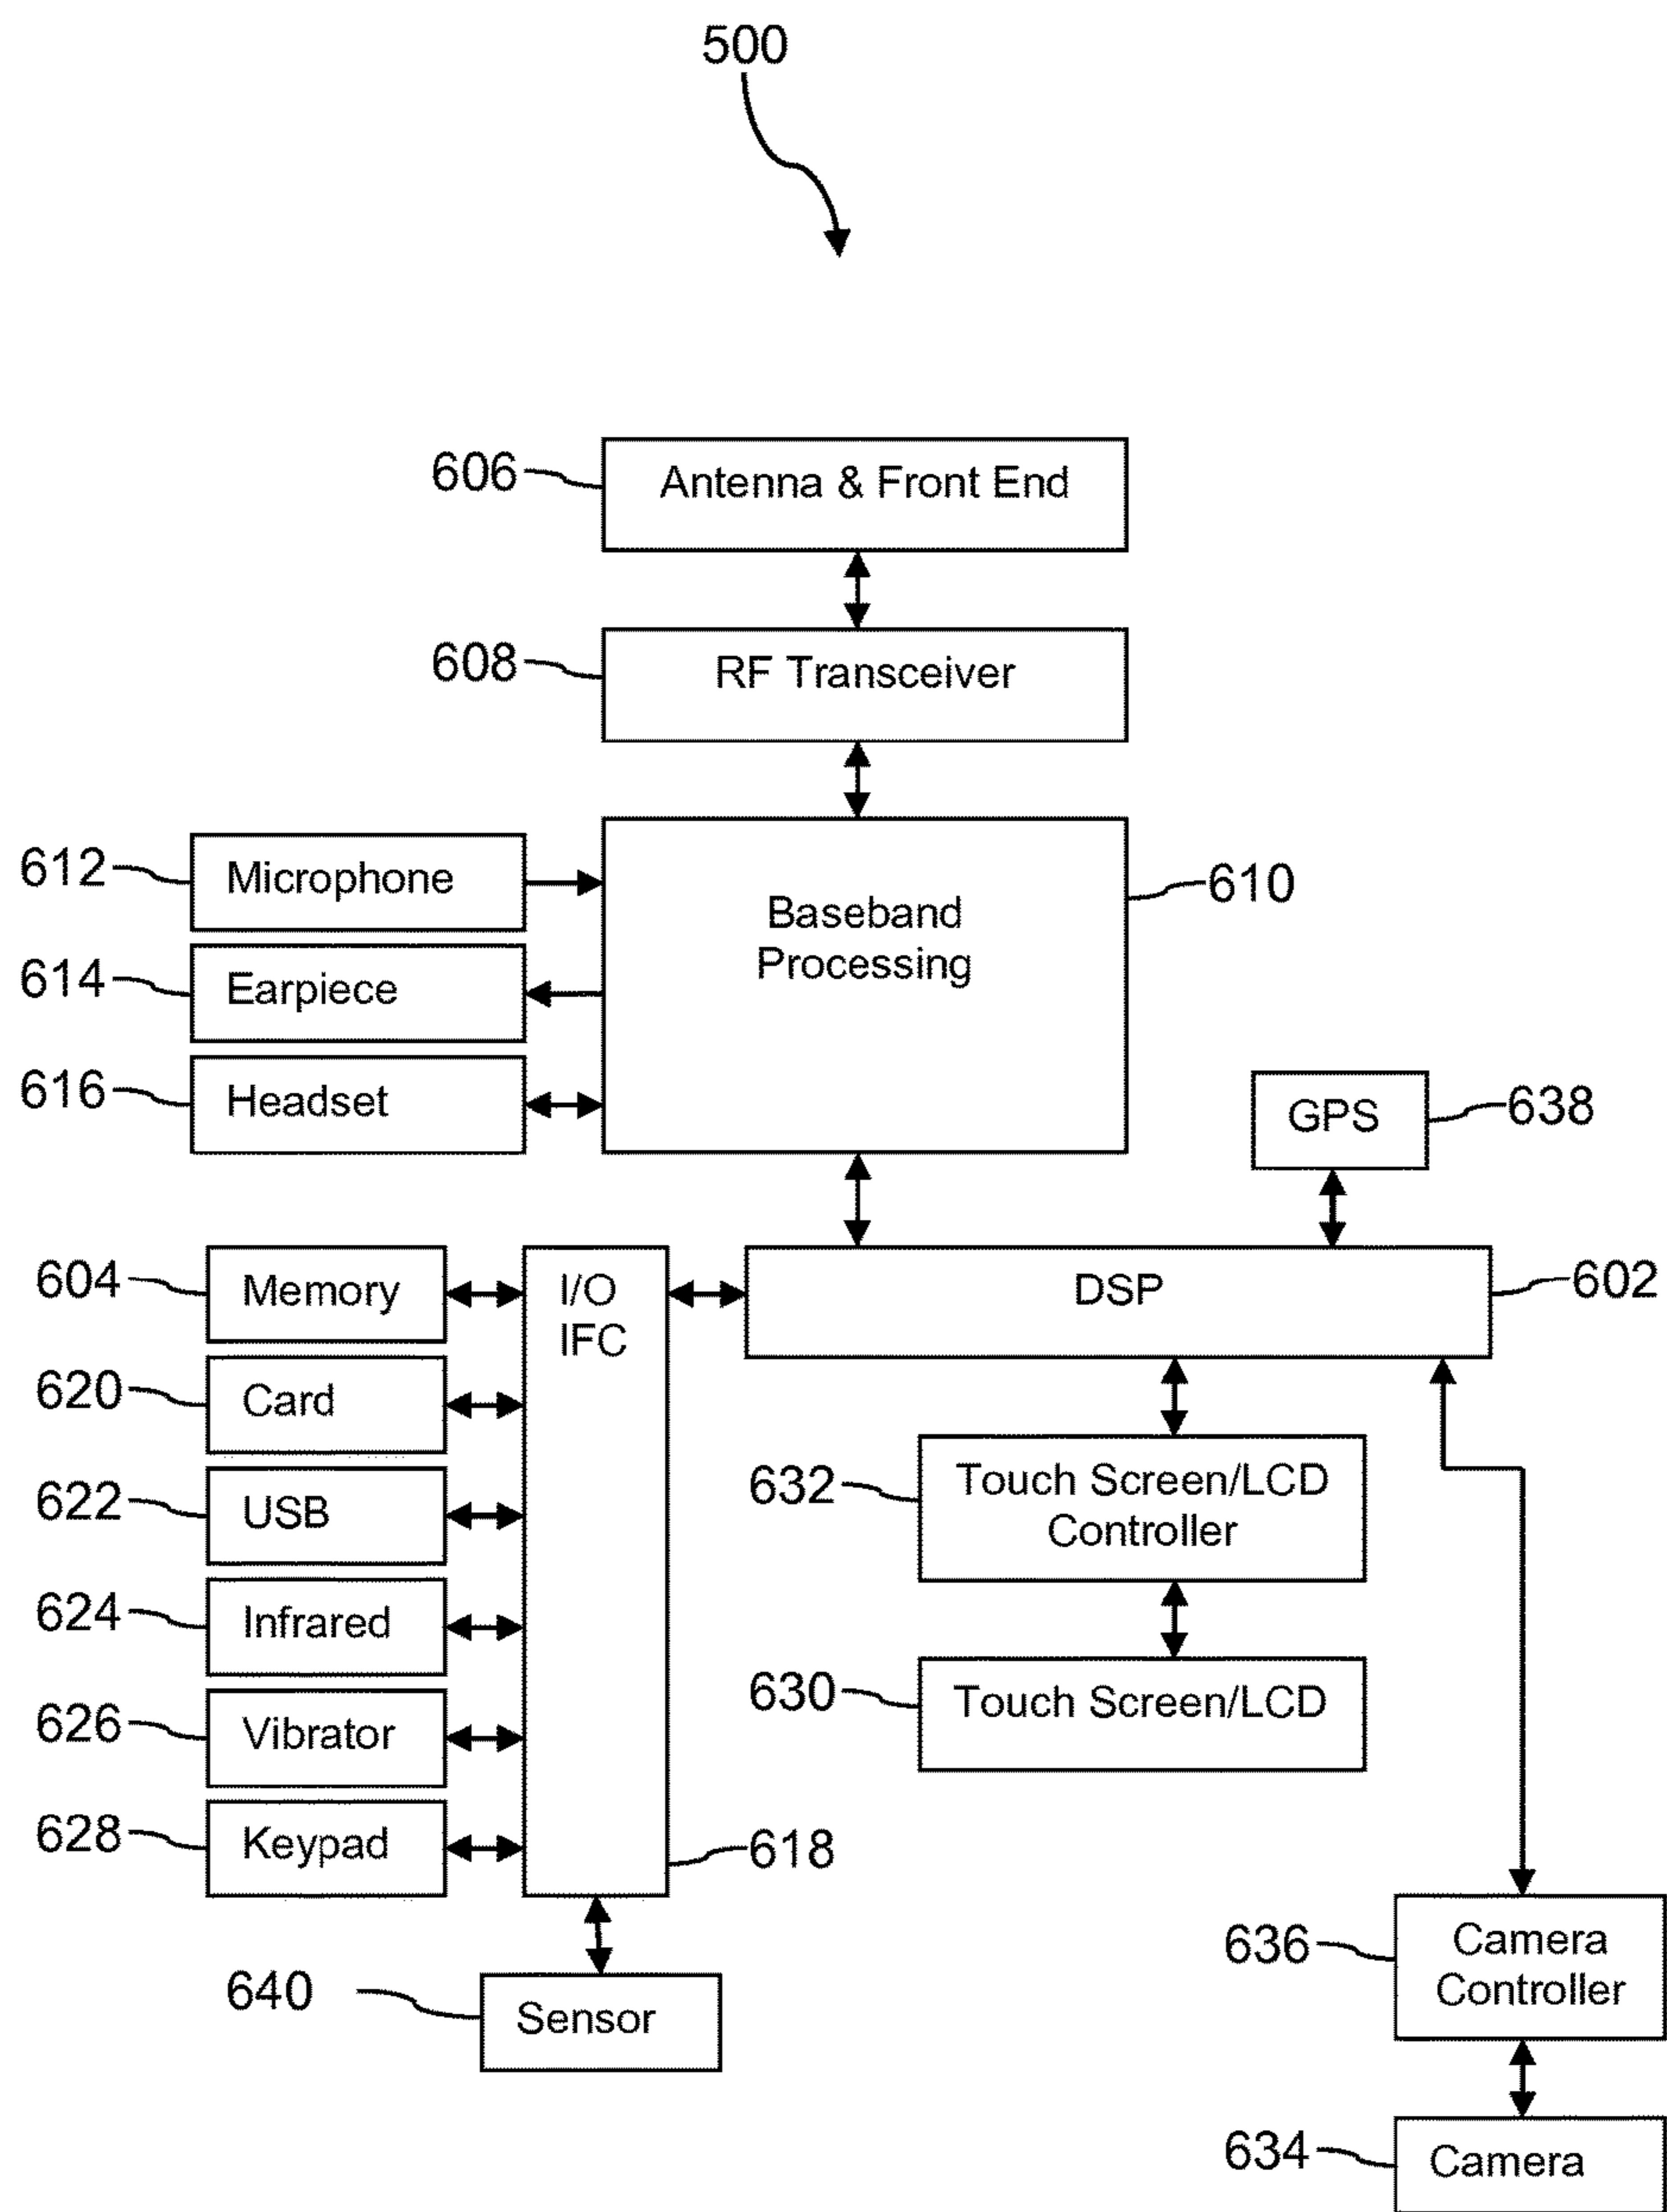 500
606
Antenna & Front End
608
RF Transceiver
612
Microphone
610
Baseband
Processing
614
Earpiece
616
Headset
GPS
638
604
Memory
I/O
IFC
DSP
602
620
Card
622
USB
632
Touch Screen/LCD
Controller
624
Infrared
630
Touch Screen/LCD
626
Vibrator
628
Keypad
618
636
Camera
Controller
640
Sensor
634
Camera